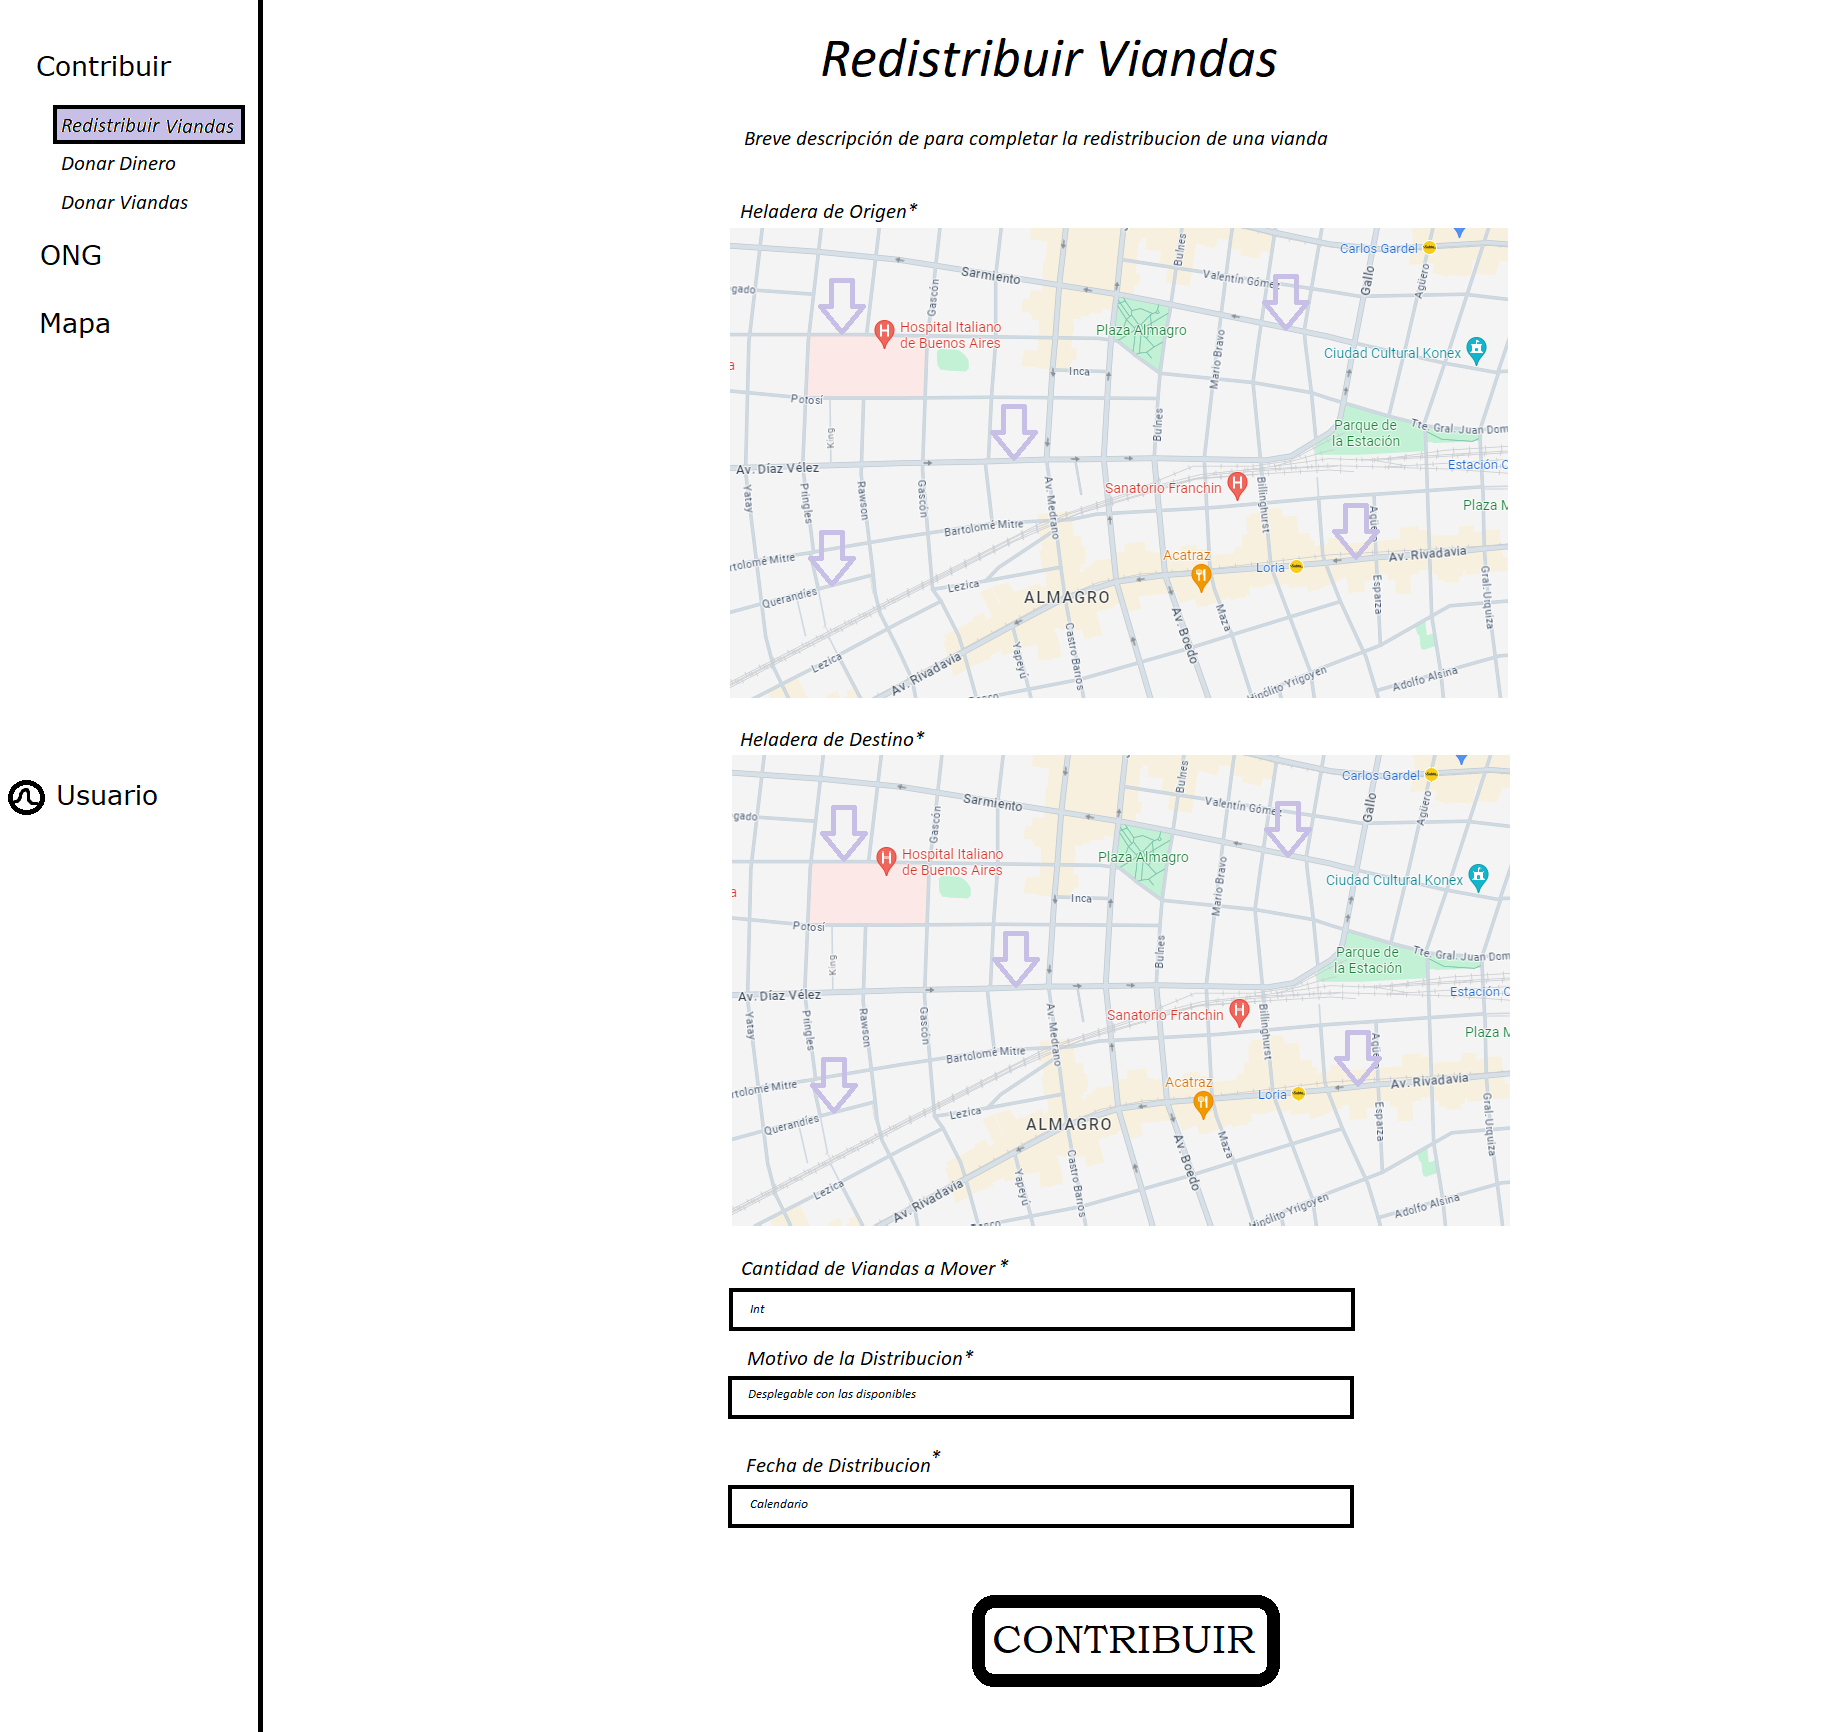 Contribuir
Redistribuir Viandas
Donar Dinero
Donar Viandas
ONG
Mapa
Usuario
Redistribuir Viandas
Breve descripción de para completar la redistribucion de una vianda
Heladera de Origen*
Carlos Gardel
Bulnes
Sarmiento
Valentín Gómez
Gallo
Agüero
gado
Gascón
Hospital Italiano
de Buenos Aires
Plaza Almagro
Mario Bravo
Ciudad Cultural Konex
a
Inca
Potosí
King
Bulnes
Parque de
la Estación
Tte. Gral. Juan Dom
Av. Díaz Vélez
Estación C
Yatay
Pringles
Rawson
Gascón
Av. Medrano
Sanatorio Franchin
Billinghurst
Plaza M
Agüero
Bartolomé Mitre
rtolomé Mitre
Acatraz
Av. Rivadavia
Loria
Querandíes
Lezica
ALMAGRO
Esparza
Gral. Urquiza
Maza
Av. Boedo
Castro Barros
Yapeyú
Lezica
Av. Rivadavia
Hipólito Yrigoyen
Adolfo Alsina
Heladera de Destino*
Carlos Gardel
Bulnes
Sarmiento
Valentín Gómez
Gallo
Agüero
gado
Gascón
Hospital Italiano
de Buenos Aires
Plaza Almagro
Mario Bravo
Ciudad Cultural Konex
a
Inca
Potosí
King
Bulnes
Parque de
la Estación
Tte. Gral. Juan Dom
Av. Díaz Vélez
Estación C
Yatay
Pringles
Rawson
Gascón
Av. Medrano
Sanatorio Franchin
Billinghurst
Plaza M
Agüero
Bartolomé Mitre
rtolomé Mitre
Acatraz
Av. Rivadavia
Loria
Querandíes
Lezica
ALMAGRO
Esparza
Gral. Urquiza
Maza
Av. Boedo
Castro Barros
Yapeyú
Lezica
Av. Rivadavia
Hipólito Yrigoyen
Adolfo Alsina
Cantidad de Viandas a Mover *
Int
Motivo de la Distribucion*
Desplegable con las disponibles
Fecha de Distribucion*
Calendario
CONTRIBUIR